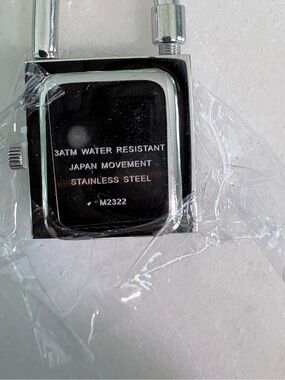 3ATM WATER RESISTANT
JAPAN MOVEMENT
STAINLESS STEEL
M2322